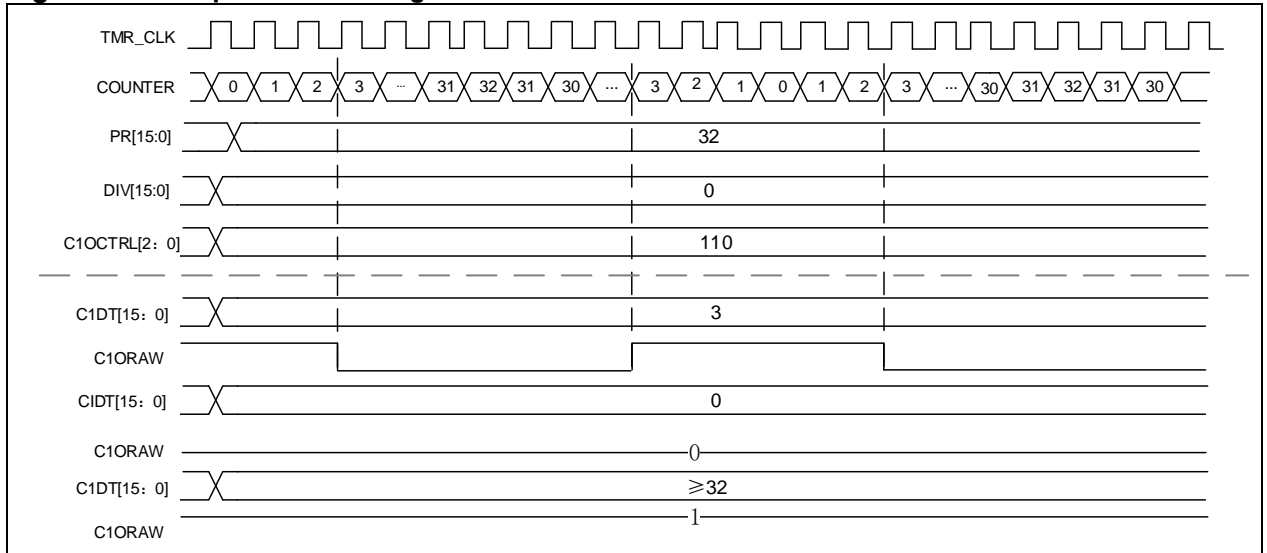 TMR_CLK
COUNTER 0 1 2 3 ... 31 32 31 30 ... 3 2 1 0 1 2 3 ... 30 31 32 31 30
PR[15:0] 32
DIV[15:0] 0
C1OCTRL[2：0] 110
C1DT[15：0] 3
C1ORAW
CIDT[15：0] 0
C1ORAW 0
C1DT[15：0] ≥32
C1ORAW 1